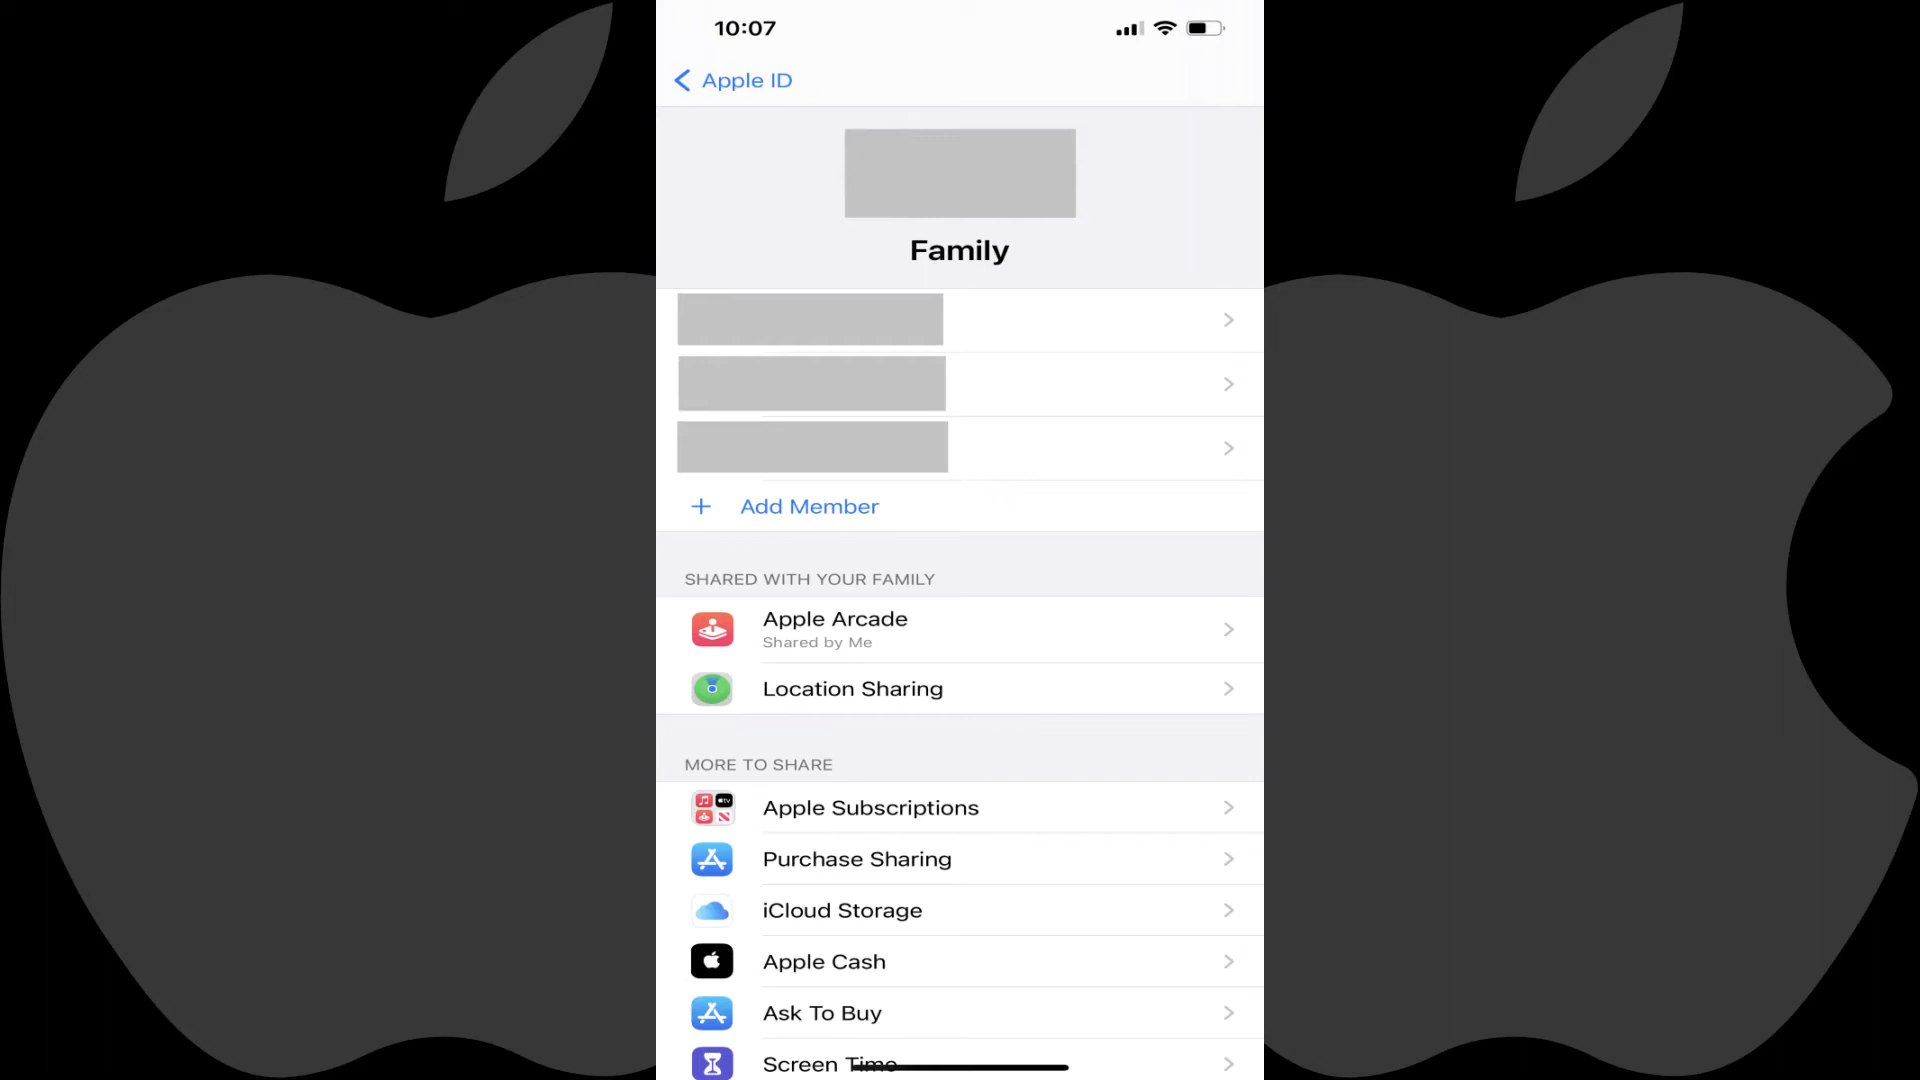 10:07
Apple ID
Family
Add Member
SHARED WITH YOUR FAMILY
Apple Arcade
Shared by Me
Location Sharing
MORE TO SHARE
Apple Subscriptions
Purchase Sharing
iCloud Storage
Apple Cash
Ask To Buy
Screen Time